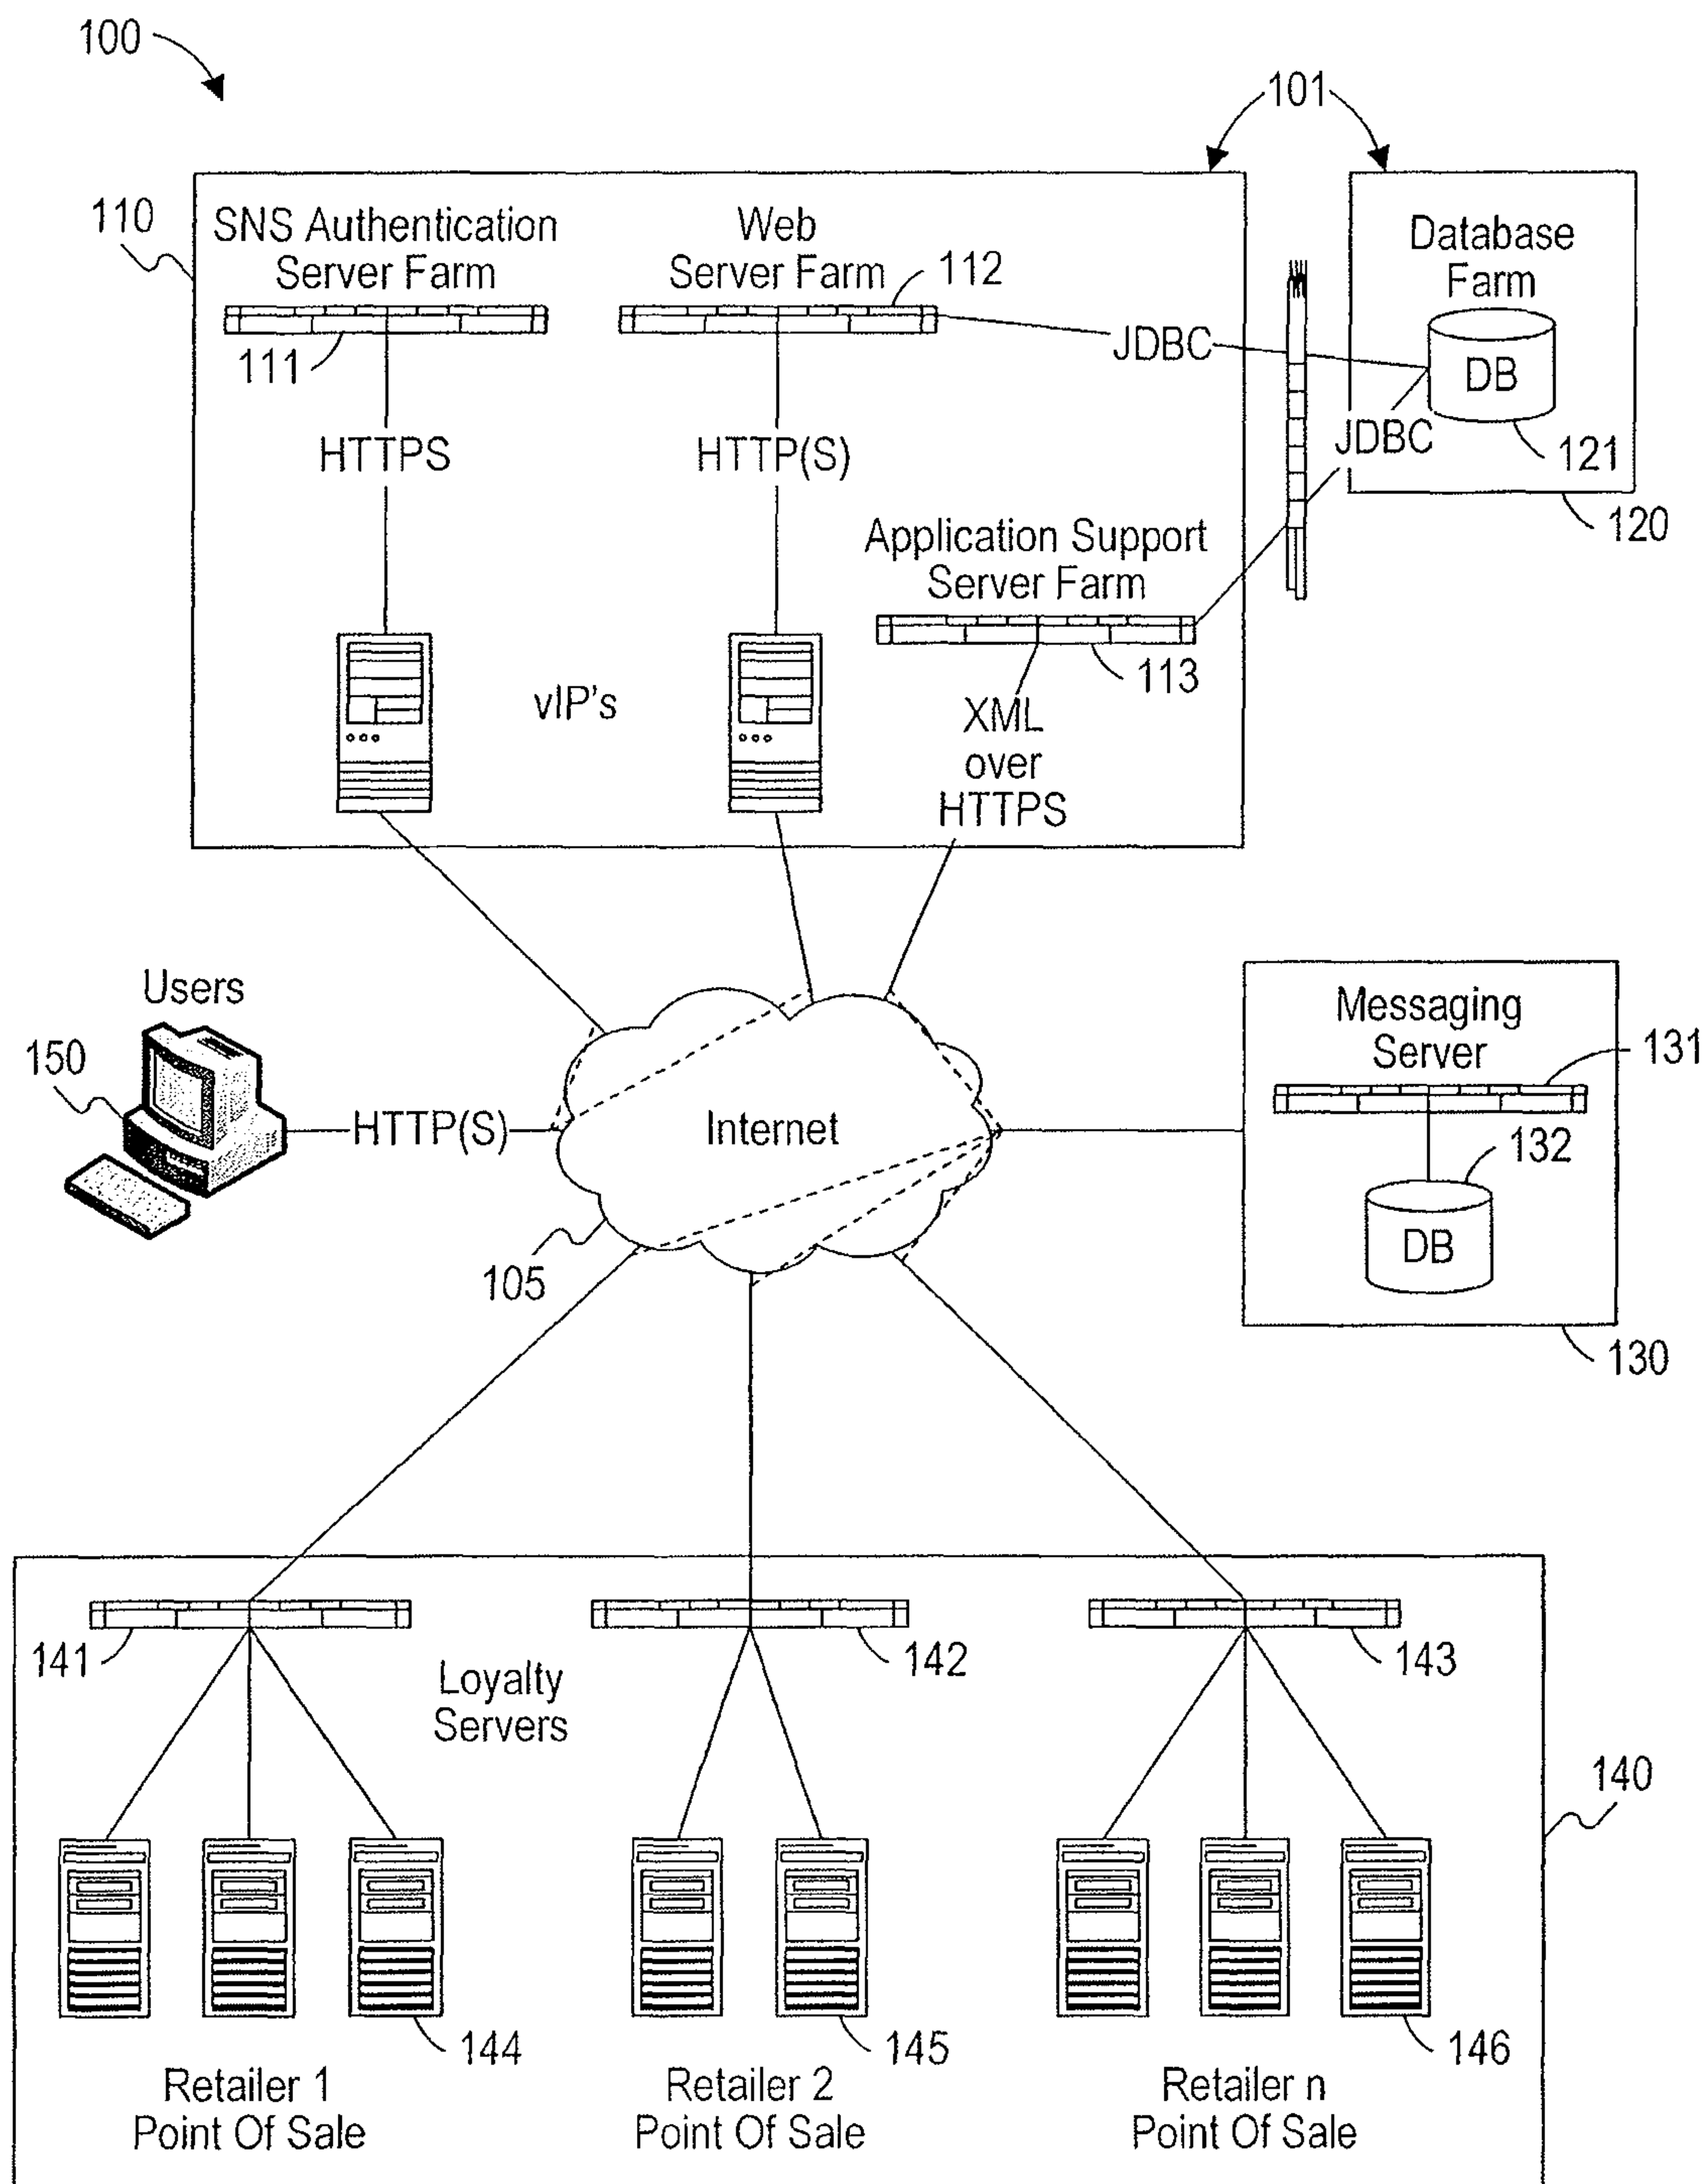 100
101
110
SNS Authentication
Server Farm
111
Web
Server Farm
112
JDBC
Database
Farm
DB
121
120
JDBC
HTTPS
HTTP(S)
Application Support
Server Farm
113
vIP's
XML
over
HTTPS
Users
150
HTTP(S)
Internet
105
Messaging
Server
131
132
DB
130
141
Loyalty
Servers
142
143
140
144
145
146
Retailer 1
Point Of Sale
Retailer 2
Point Of Sale
Retailer n
Point Of Sale